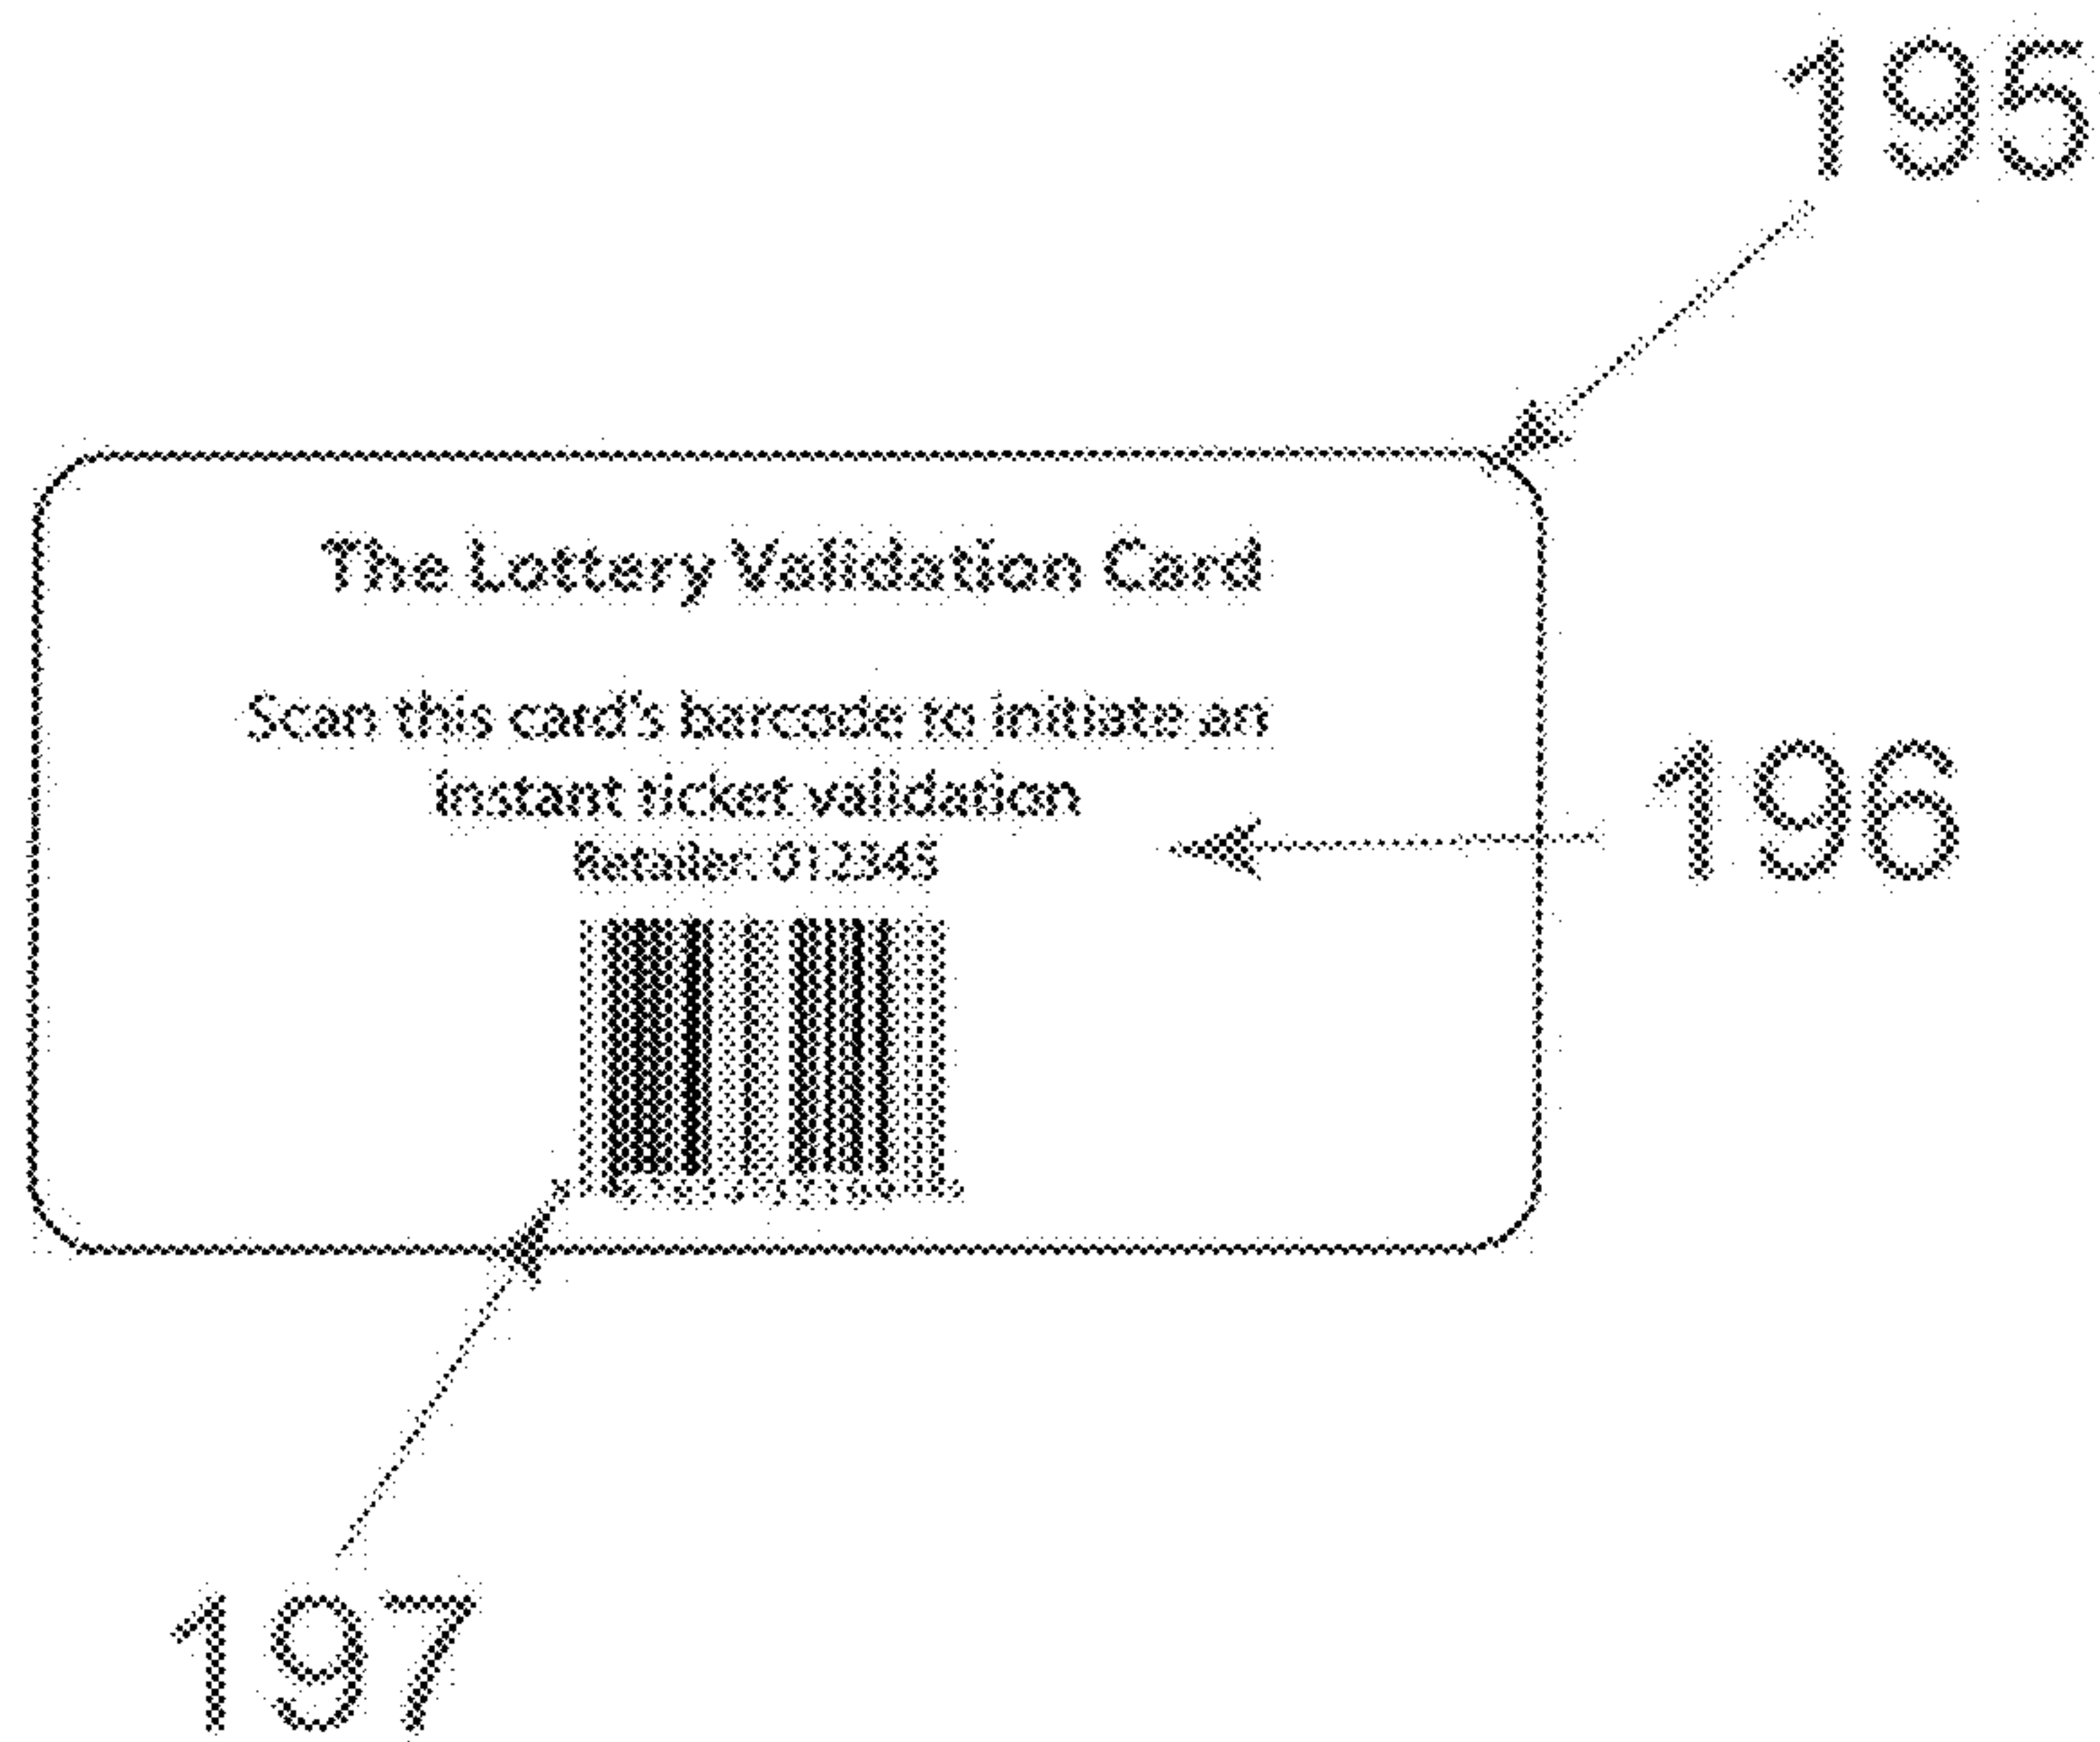 195
The Lottery Validation Card
Scan this card's barcode to initiate an
instant ticket validation
196
Retailer: 012345
197